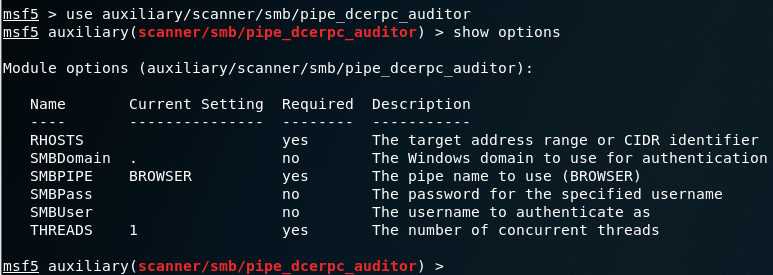 msf5 > use auxiliary/scanner/smb/pipe_dcerpc_auditor
msf5 auxiliary(scanner/smb/pipe_dcerpc_auditor) > show options
Module options (auxiliary/scanner/smb/pipe_dcerpc_auditor):
Name Current Setting Required Description
---- --------------- -------- -----------
RHOSTS yes The target address range or CIDR identifier
SMBDomain . no The Windows domain to use for authentication
SMBPIPE BROWSER yes The pipe name to use (BROWSER)
SMBPass no The password for the specified username
SMBUser no The username to authenticate as
THREADS 1 yes The number of concurrent threads
msf5 auxiliary(scanner/smb/pipe_dcerpc_auditor) >